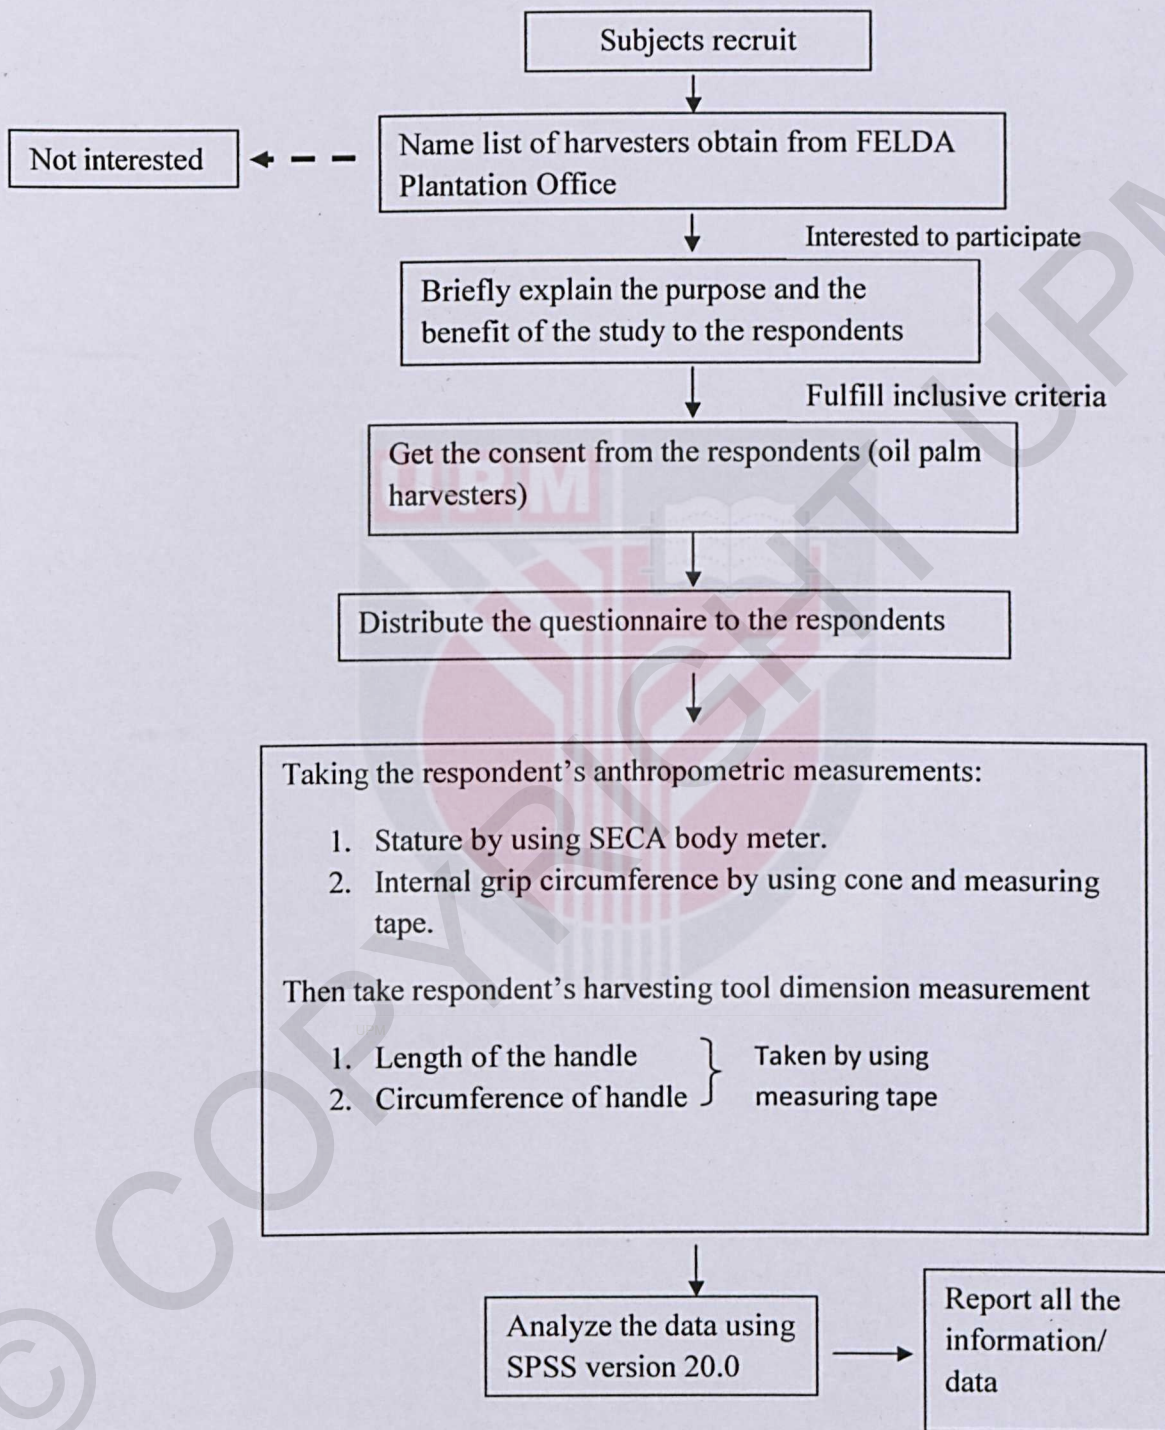 Subjects recruit
Not interested
Name list of harvesters obtain from FELDA
Plantation Office
Interested to participate
Briefly explain the purpose and the
benefit of the study to the respondents
Fulfill inclusive criteria
Get the consent from the respondents (oil palm
harvesters)
Distribute the questionnaire to the respondents
Taking the respondent’s anthropometric measurements:
1. Stature by using SECA body meter.
2. Internal grip circumference by using cone and measuring
tape.
Then take respondent’s harvesting tool dimension measurement
1. Length of the handle
2. Circumference of handle
Taken by using
measuring tape
Analyze the data using
SPSS version 20.0
Report all the
information/
data
UPM
© COPYRIGHT UPM